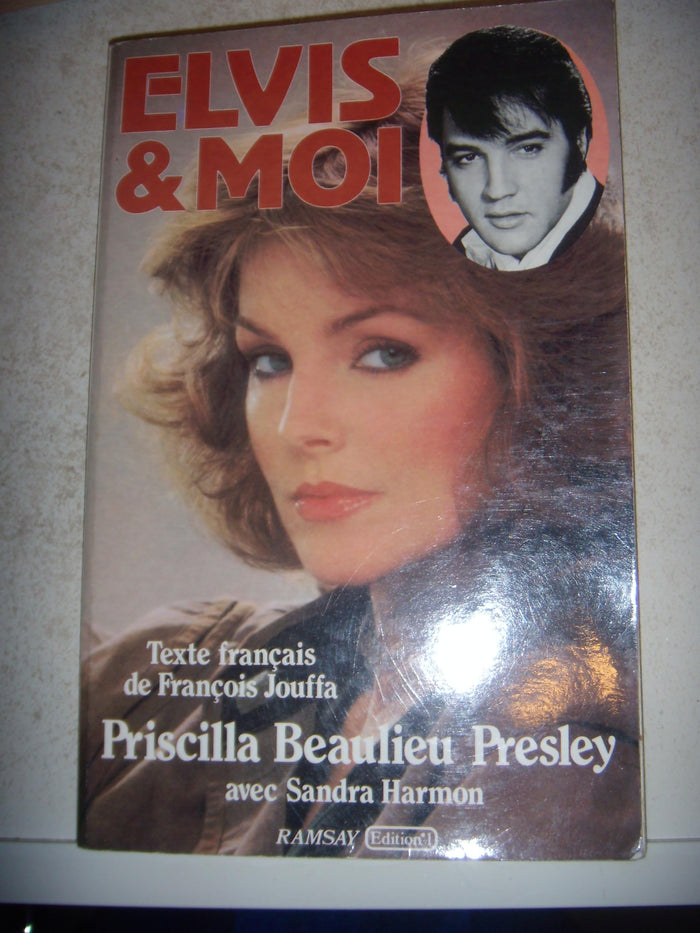 ELVIS
& MOI
Texte français
de François Jouffa
Priscilla Beaulieu Presley
avec Sandra Harmon
RAMSAY Edition°1